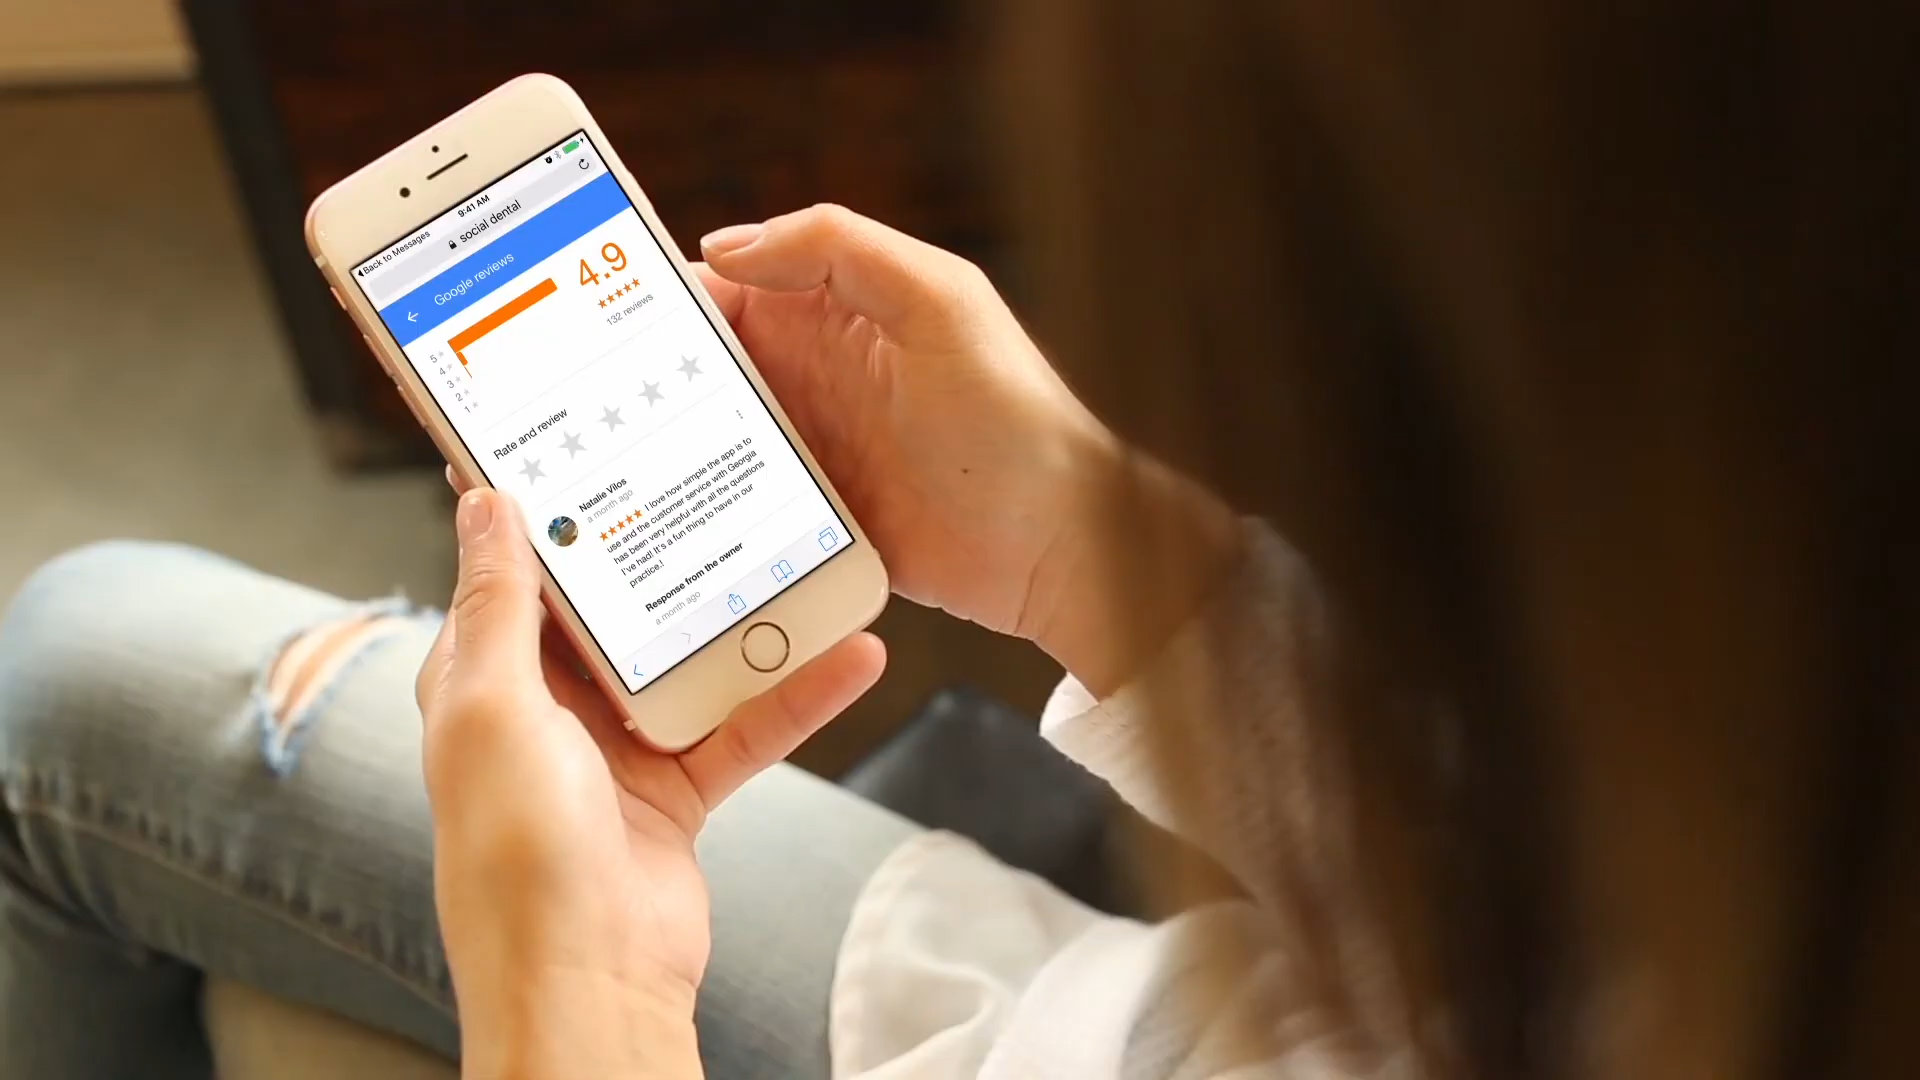 Back to Messages
9:41 AM
social dental
Google reviews
5
4
3
2
1
4.9
132 reviews
Rate and review
Natalie Vilos
a month ago
I love how simple the app is to
use and the customer service with Georgia
has been very helpful with all the questions
I've had! It's a fun thing to have in our
practice.!
Response from the owner
a month ago